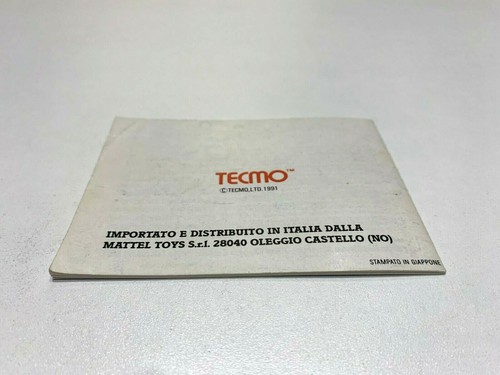 TECMO™
©TECMO,LTD.1991
IMPORTATO E DISTRIBUITO IN ITALIA DALLA
MATTEL TOYS S.r.l. 28040 OLEGGIO CASTELLO (NO)
STAMPATO IN GIAPPONE